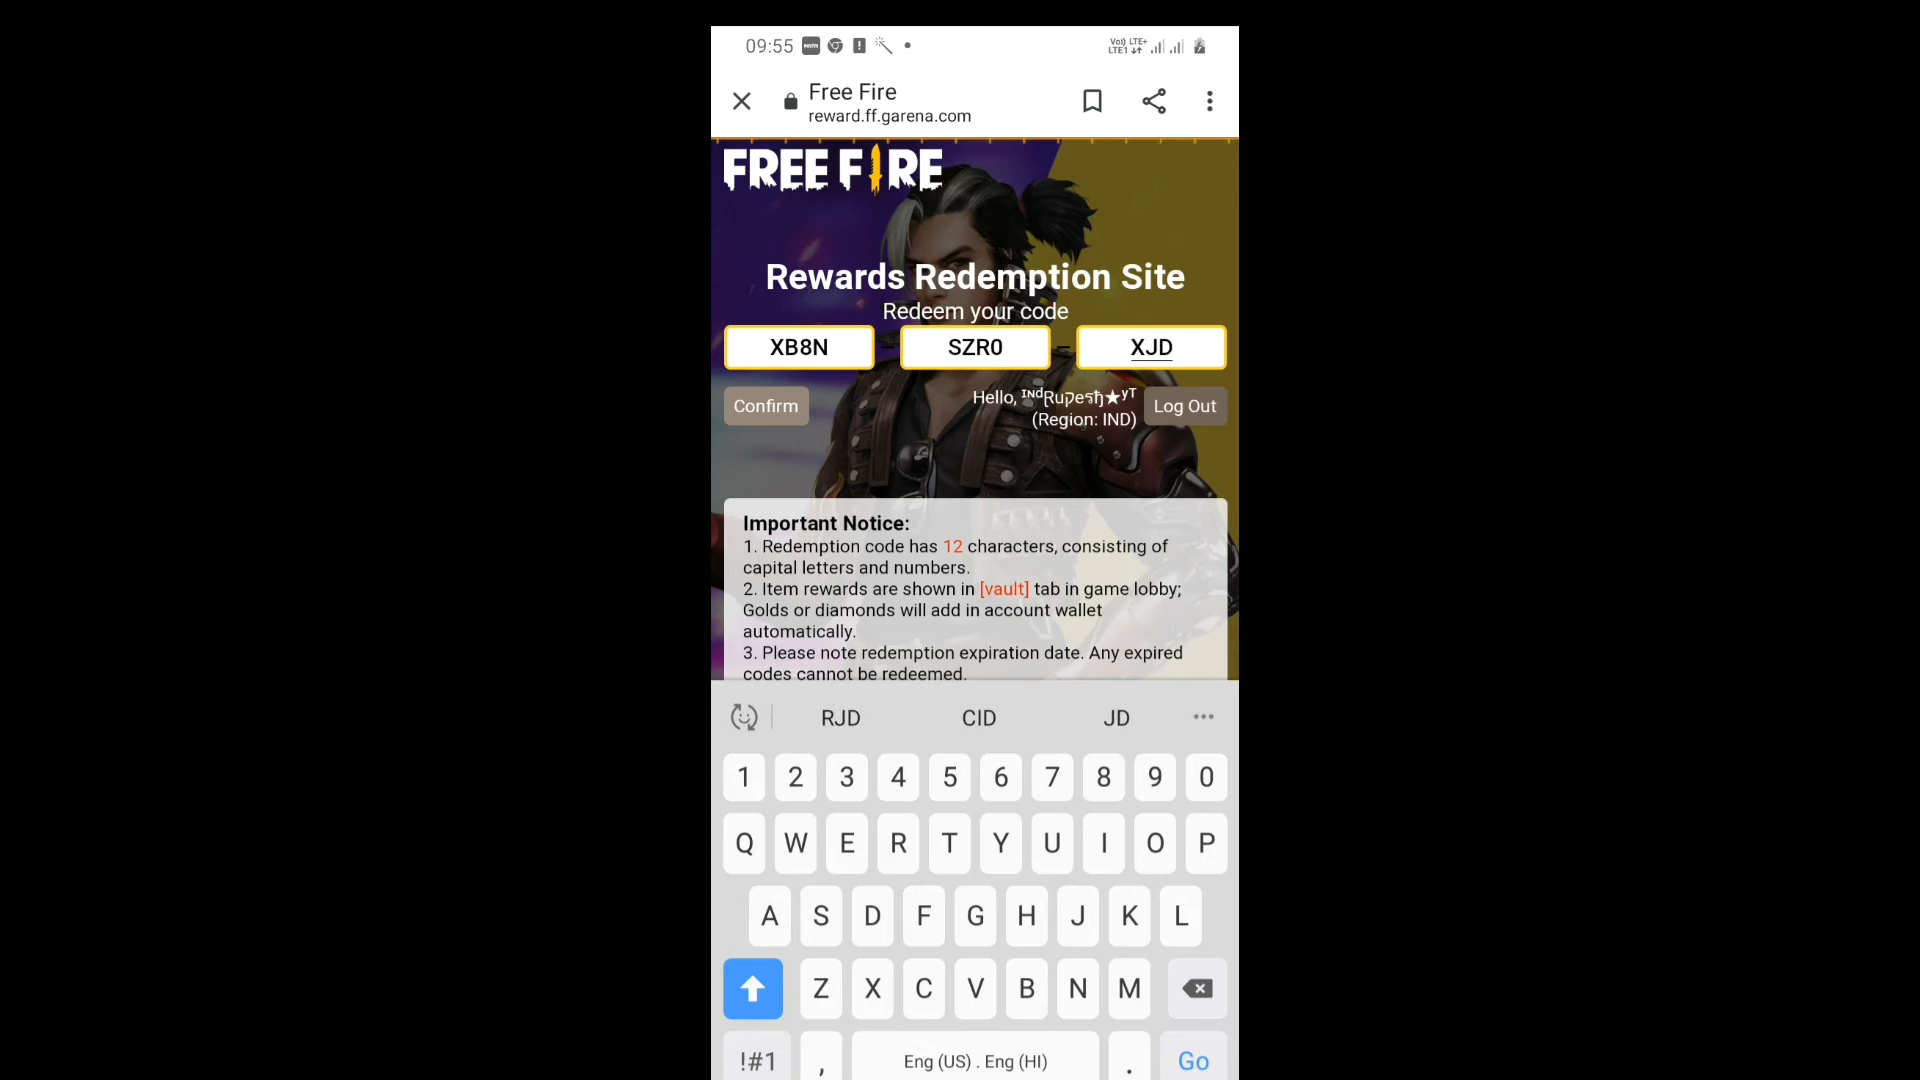 09:55 Vo) LTE+ LTE1
Free Fire
reward.ff.garena.com
FREE FIRE
Rewards Redemption Site
Redeem your code
XB8N - SZR0 - XJD
Confirm
Hello,
(Region: IND)
Log Out
Important Notice:
1. Redemption code has 12 characters, consisting of
capital letters and numbers.
2. Item rewards are shown in [vault] tab in game lobby;
Golds or diamonds will add in account wallet
automatically.
3. Please note redemption expiration date. Any expired
codes cannot be redeemed.
RJD CID JD
1 2 3 4 5 6 7 8 9 0
Q W E R T Y U I O P
A S D F G H J K L
Z X C V B N M
!#1 , Eng (US) . Eng (HI) . Go